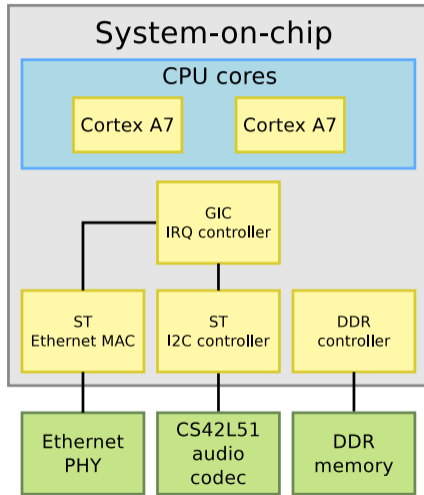 System-on-chip
CPU cores
Cortex A7
Cortex A7
GIC
IRQ controller
ST
Ethernet MAC
ST
I2C controller
DDR
controller
Ethernet
PHY
CS42L51
audio
codec
DDR
memory